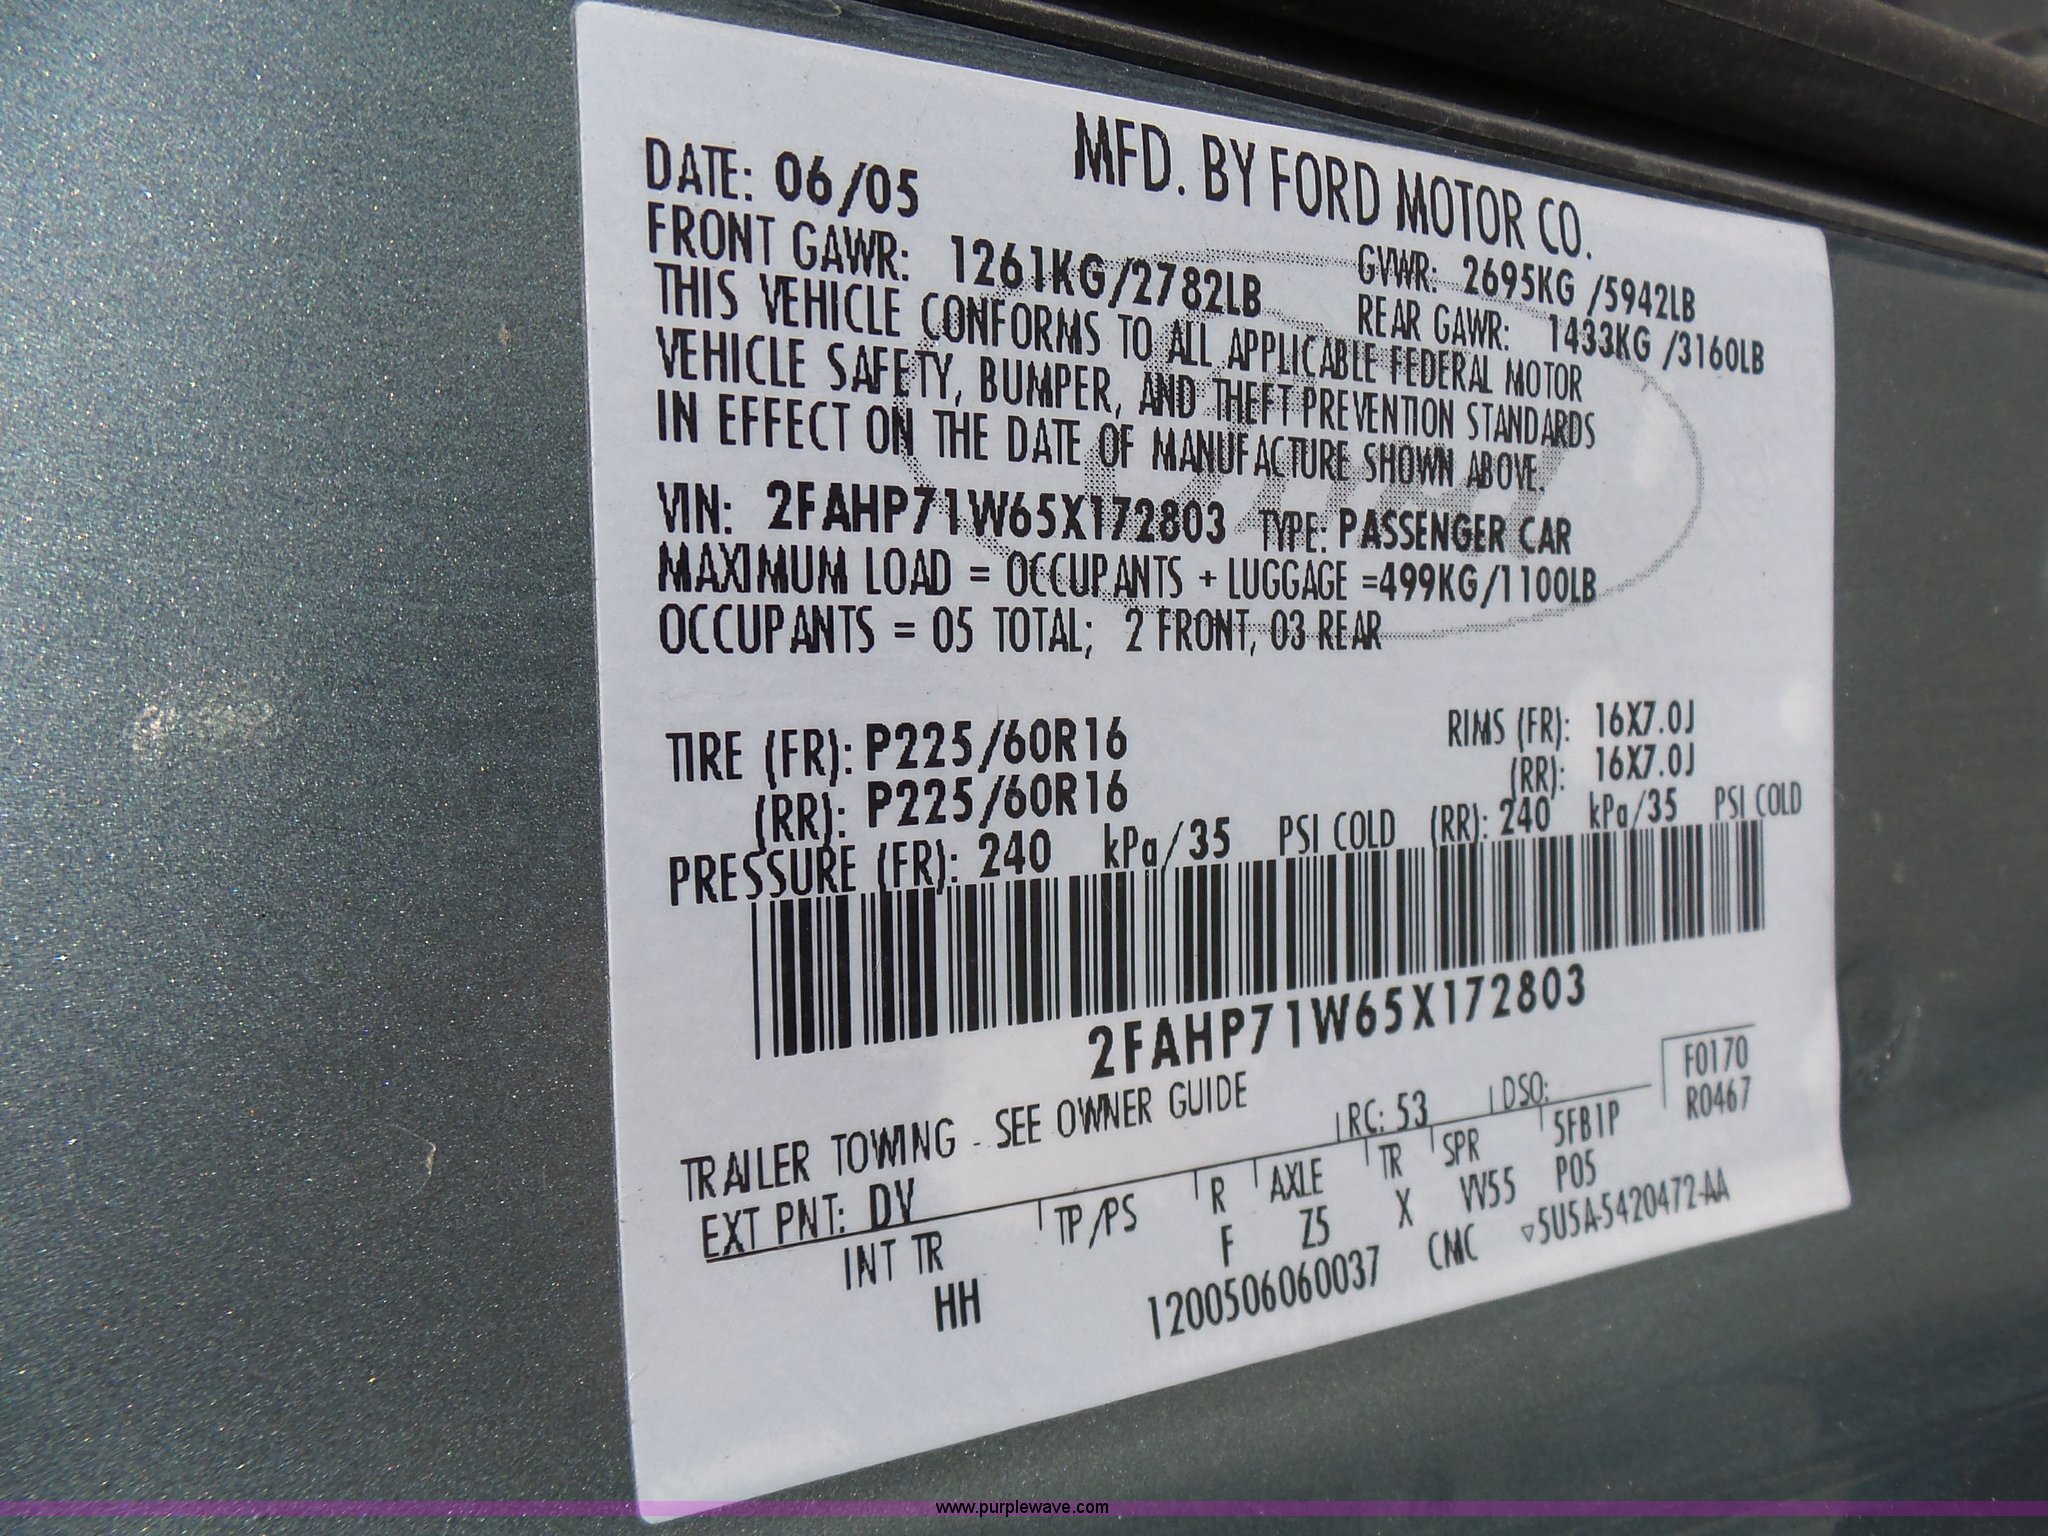 MFD. BY FORD MOTOR CO.
DATE: 06/05
GVWR: 2695KG /5942LB
FRONT GAWR: 1261KG/2782LB
REAR GAWR: 1433KG /3160LB
THIS VEHICLE CONFORMS TO ALL APPLICABLE FEDERAL MOTOR
VEHICLE SAFETY, BUMPER, AND THEFT PREVENTION STANDARDS
IN EFFECT ON THE DATE OF MANUFACTURE SHOWN ABOVE.
VIN: 2FAHP71W65X172803 TYPE: PASSENGER CAR
MAXIMUM LOAD = OCCUPANTS + LUGGAGE =499KG/1100LB
OCCUPANTS = 05 TOTAL; 2 FRONT, 03 REAR
TIRE (FR): P225/60R16 RIMS (FR): 16X7.0J
(RR): P225/60R16 (RR): 16X7.0J
PRESSURE (FR): 240 kPa/35 PSI COLD (RR): 240 kPa/35 PSI COLD
2FAHP71W65X172803
TRAILER TOWING - SEE OWNER GUIDE
EXT PNT: DV RC: 53 DSO: F0170
R0467
INT TR TP/PS R AXLE TR SPR 5FB1P
HH F Z5 X VV55 P05
1200506060037 CMC ▽5U5A-5420472-AA
www.purplewave.com